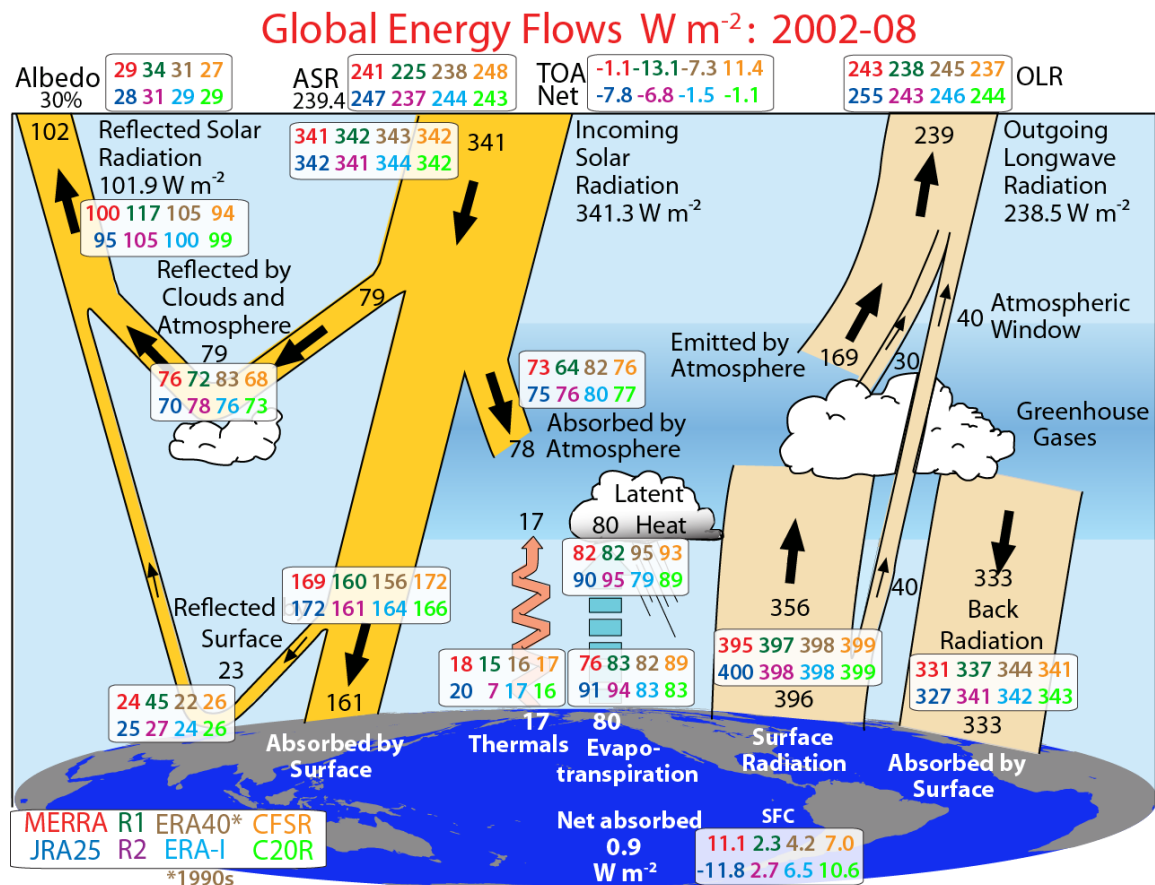 Global Energy Flows W m-2: 2002-08
Albedo
30%
29 34 31 27
28 31 29 29
ASR
239.4
241 225 238 248
247 237 244 243
TOA
Net
-1.1 -13.1 -7.3 11.4
-7.8 -6.8 -1.5 -1.1
243 238 245 237
255 243 246 244
OLR
102
Reflected Solar
Radiation
101.9 W m-2
100 117 105 94
95 105 100 99
341 342 343 342
342 341 344 342
341
Incoming
Solar
Radiation
341.3 W m-2
239
Outgoing
Longwave
Radiation
238.5 W m-2
Reflected by
Clouds and
Atmosphere
79
79
76 72 83 68
70 78 76 73
73 64 82 76
75 76 80 77
78
Absorbed by
Atmosphere
Emitted by
Atmosphere
169
30
40
Atmospheric
Window
Greenhouse
Gases
Latent
80 Heat
17
82 82 95 93
90 95 79 89
169 160 156 172
172 161 164 166
Reflected
Surface
23
24 45 22 26
25 27 24 26
161
Absorbed by
Surface
18 15 16 17
20 7 17 16
17
Thermals
76 83 82 89
91 94 83 83
80
Evapo-
transpiration
356
395 397 398 399
400 398 398 399
396
Surface
Radiation
40
333
Back
Radiation
331 337 344 341
327 341 342 343
333
Absorbed by
Surface
MERRA R1 ERA40* CFSR
JRA25 R2 ERA-I C20R
*1990s
Net absorbed
0.9
W m-2
SFC
11.1 2.3 4.2 7.0
-11.8 2.7 6.5 10.6